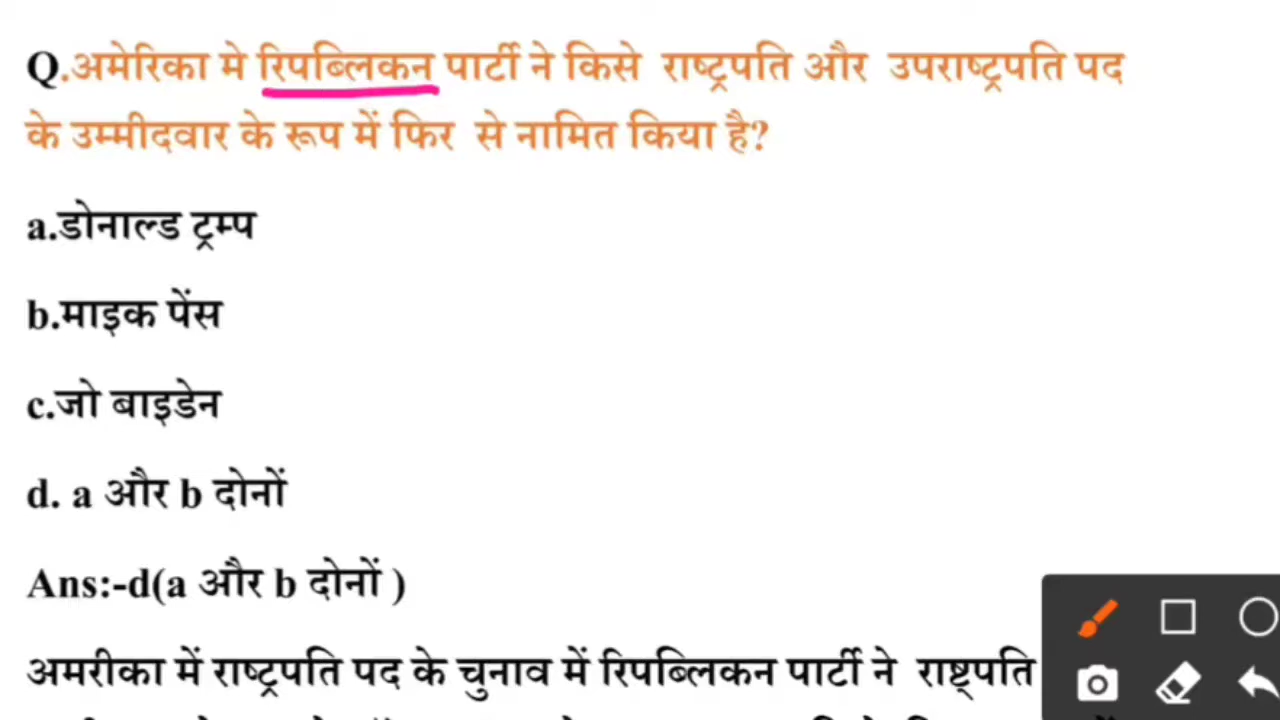 Q.अमेरिका मे रिपब्लिकन पार्टी ने किसे राष्ट्रपति और उपराष्ट्रपति पद
के उम्मीदवार के रूप में फिर से नामित किया है?
a.डोनाल्ड ट्रम्प
b.माइक पेंस
c.जो बाइडेन
d. a और b दोनों
Ans:-d(a और b दोनों )
अमरीका में राष्ट्रपति पद के चुनाव में रिपब्लिकन पार्टी ने राष्ट्पति